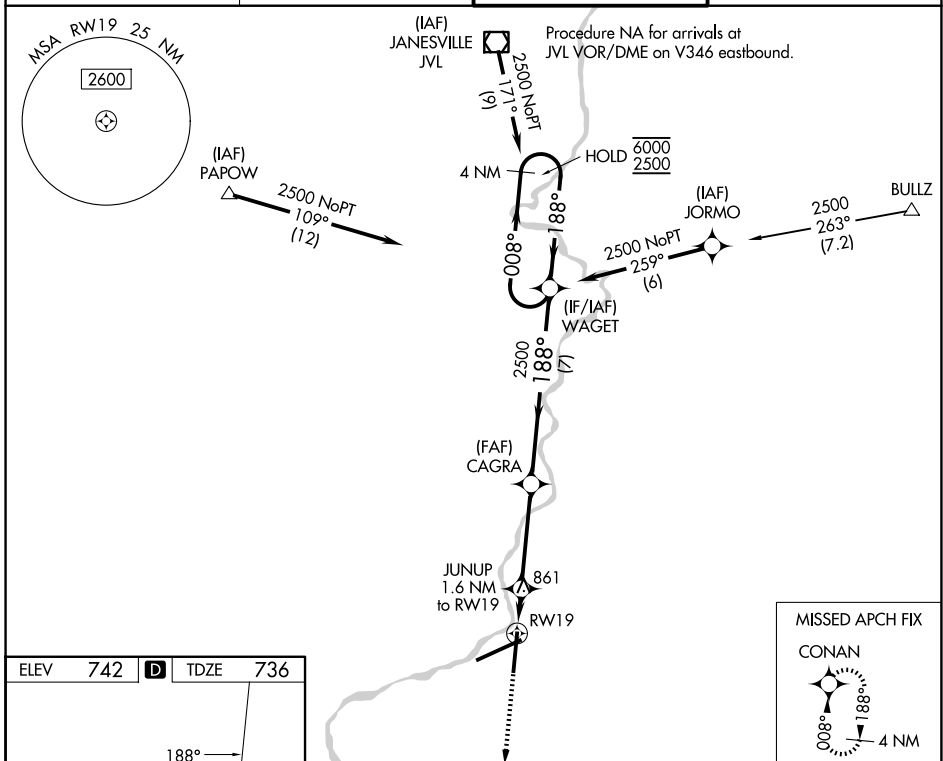 MSA RW19 25 NM
2600
(IAF)
JANESVILLE
JVL
Procedure NA for arrivals at
JVL VOR/DME on V346 eastbound.
2500 NoPT
171°
(9)
(IAF)
PAPOW
2500 NoPT
109°
(12)
4 NM
HOLD
6000
2500
008°
188°
(IAF)
JORMO
BULLZ
2500
263°
(7.2)
2500 NoPT
259°
(6)
(IF/IAF)
WAGET
2500
188°
(7)
(FAF)
CAGRA
JUNUP
1.6 NM
to RW19
861
RW19
MISSED APCH FIX
CONAN
008°
188°
4 NM
ELEV 742 D TDZE 736
188°